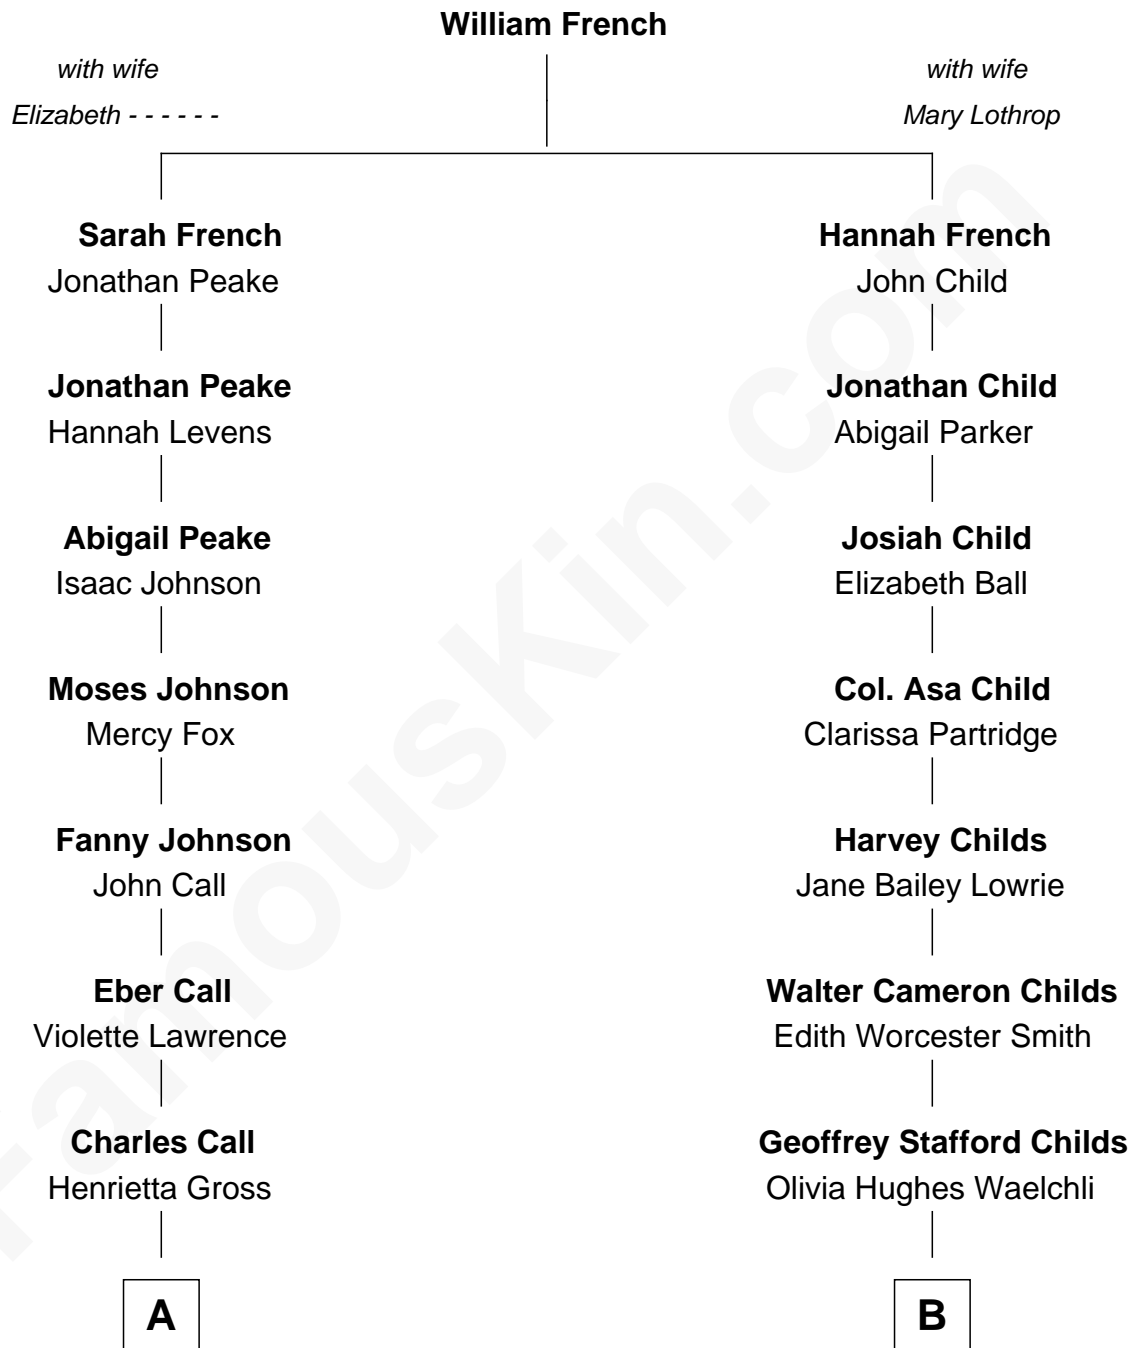 William French
with wife
with wife
Elizabeth - - - - - -
Mary Lothrop
Sarah French
Hannah French
Jonathan Peake
John Child
Jonathan Peake
Jonathan Child
Hannah Levens
Abigail Parker
Abigail Peake
Josiah Child
Isaac Johnson
Elizabeth Ball
Moses Johnson
Col. Asa Child
Mercy Fox
Clarissa Partridge
Fanny Johnson
Harvey Childs
John Call
Jane Bailey Lowrie
Eber Call
Walter Cameron Childs
Violette Lawrence
Edith Worcester Smith
Charles Call
Geoffrey Stafford Childs
Henrietta Gross
Olivia Hughes Waelchli
A
B
FamousKin.com